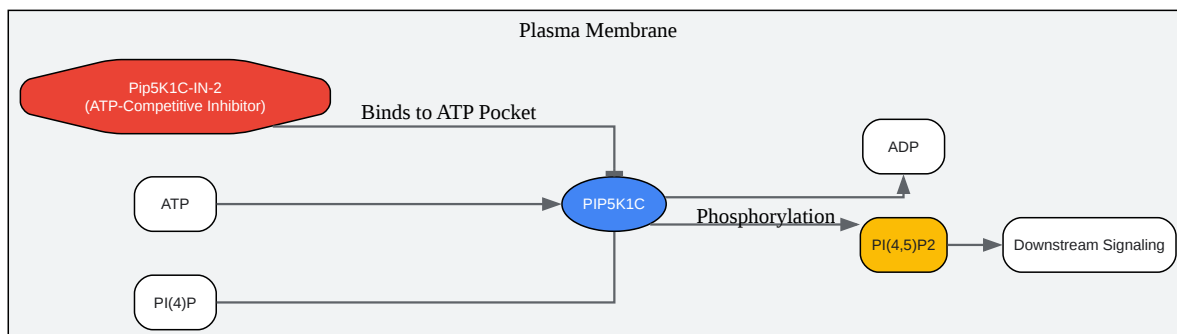 Plasma Membrane
Pip5K1C-IN-2
(ATP-Competitive Inhibitor)
Binds to ATP Pocket
ADP
ATP
PIP5K1C
Phosphorylation
PI(4,5)P2
Downstream Signaling
PI(4)P